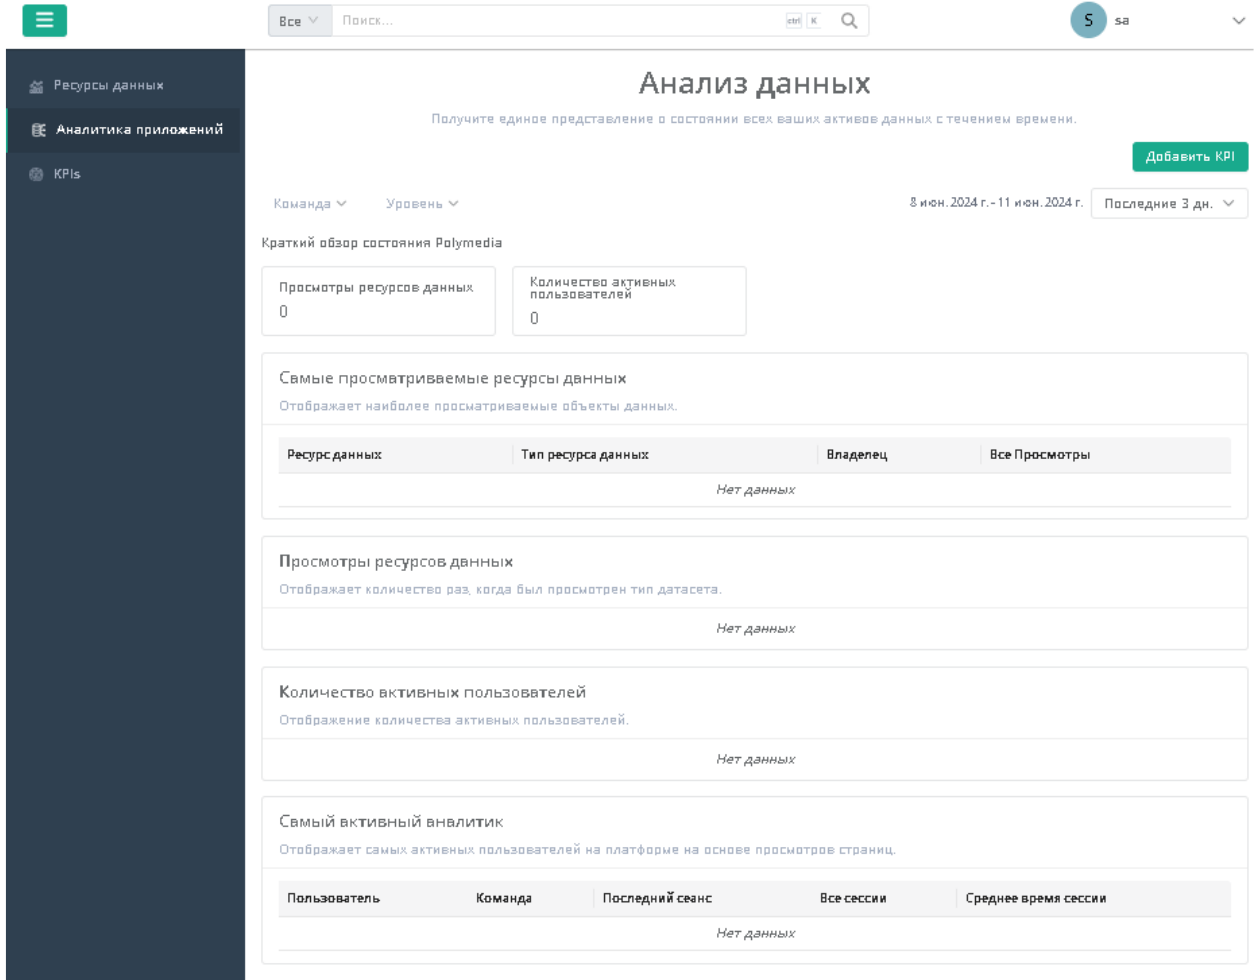 Все Поиск... ctrl K S sa
Ресурсы данных
Аналитика приложений
KPIs
Анализ данных
Получите единое представление о состоянии всех ваших активов данных с течением времени.
Добавить KPI
Команда Уровень 8 июн. 2024 г. - 11 июн. 2024 г. Последние 3 дн.
Краткий обзор состояния Polymedia
Просмотры ресурсов данных
0
Количество активных
пользователей
0
Самые просматриваемые ресурсы данных
Отображает наиболее просматриваемые объекты данных.
Ресурс данных Тип ресурса данных Владелец Все Просмотры
Нет данных
Просмотры ресурсов данных
Отображает количество раз, когда был просмотрен тип датасета.
Нет данных
Количество активных пользователей
Отображение количества активных пользователей.
Нет данных
Самый активный аналитик
Отображает самых активных пользователей на платформе на основе просмотров страниц.
Пользователь Команда Последний сеанс Все сессии Среднее время сессии
Нет данных